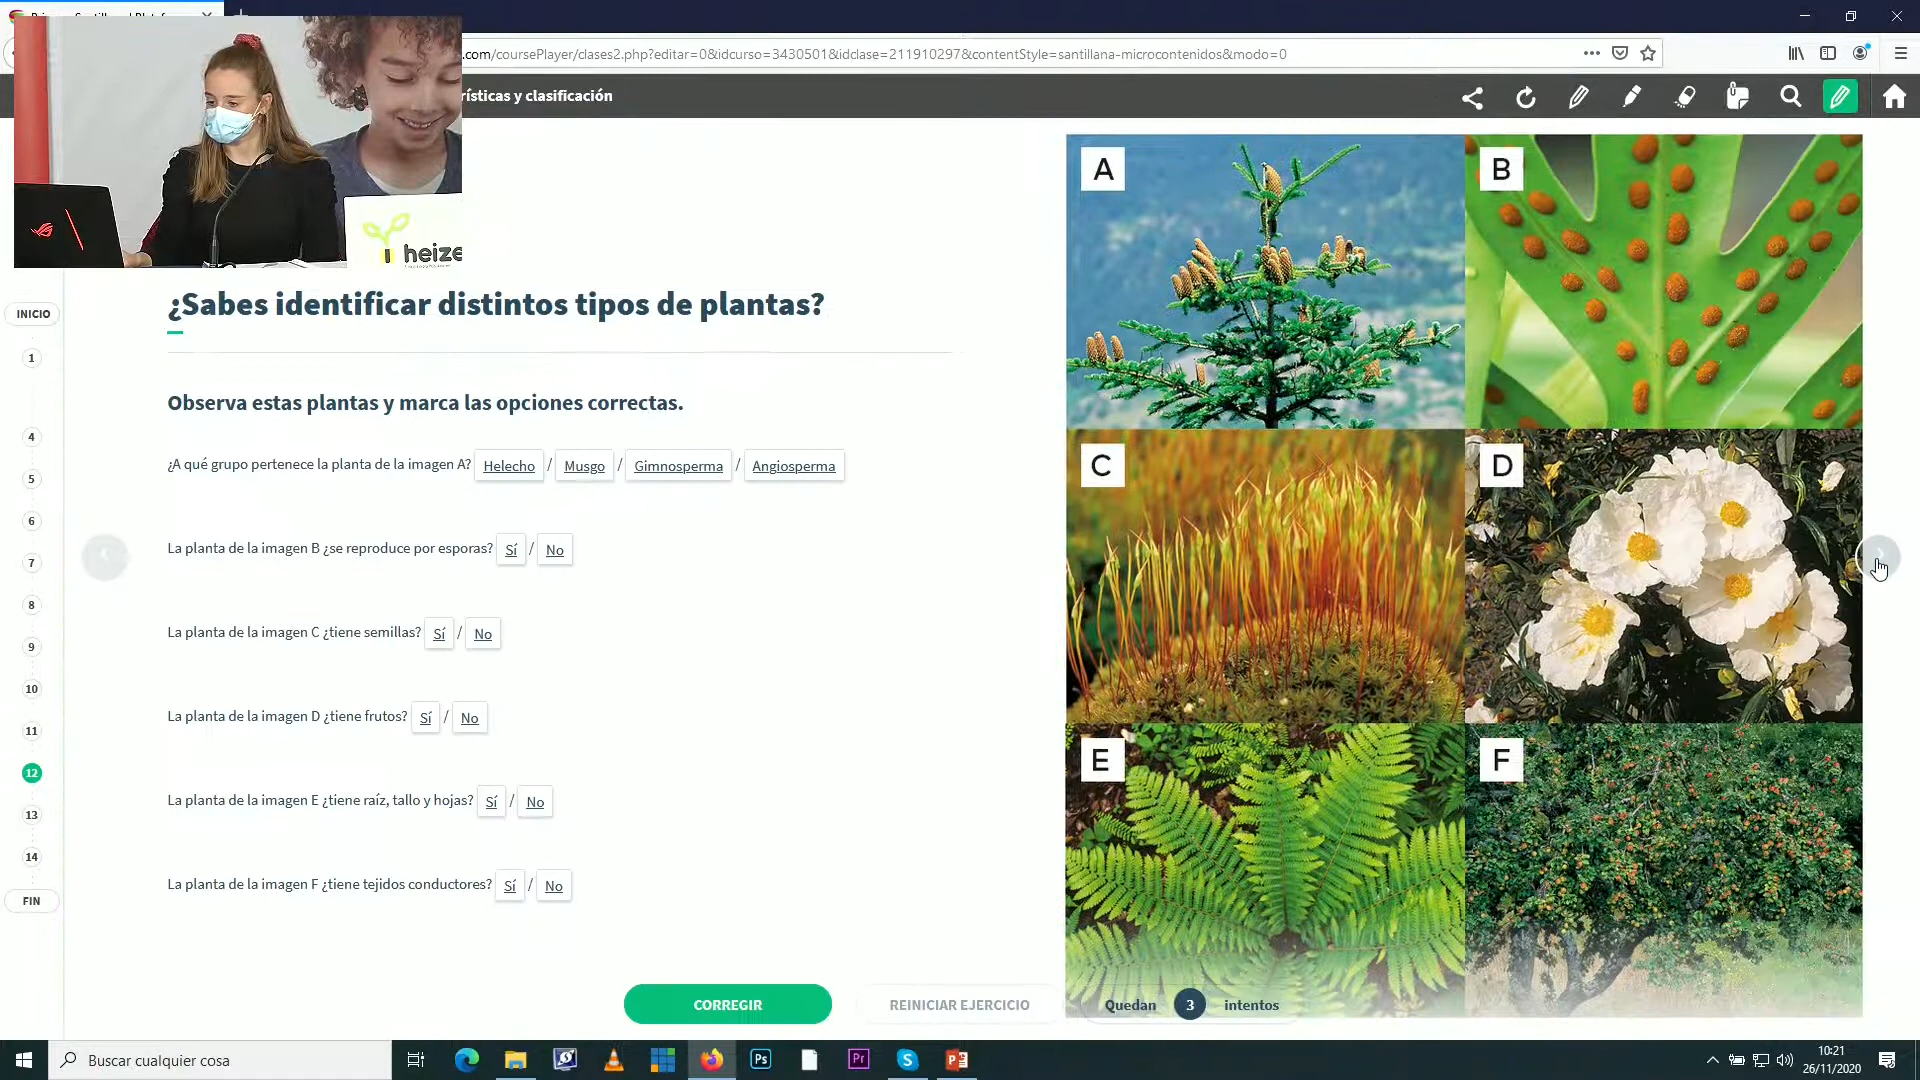 .com/coursePlayer/clases2.php?editar=0&idcurso=3430501&idclase=211910297&contentStyle=santillana-microcontenidos&modo=0
rísticas y clasificación
heize
INICIO
1
4
5
6
7
8
9
10
11
12
13
14
FIN
¿Sabes identificar distintos tipos de plantas?
Observa estas plantas y marca las opciones correctas.
¿A qué grupo pertenece la planta de la imagen A? Helecho / Musgo / Gimnosperma / Angiosperma
La planta de la imagen B ¿se reproduce por esporas? Sí / No
La planta de la imagen C ¿tiene semillas? Sí / No
La planta de la imagen D ¿tiene frutos? Sí / No
La planta de la imagen E ¿tiene raíz, tallo y hojas? Sí / No
La planta de la imagen F ¿tiene tejidos conductores? Sí / No
A
B
C
D
E
F
CORREGIR
REINICIAR EJERCICIO
Quedan 3 intentos
Buscar cualquier cosa
Ps
Pr
10:21
26/11/2020